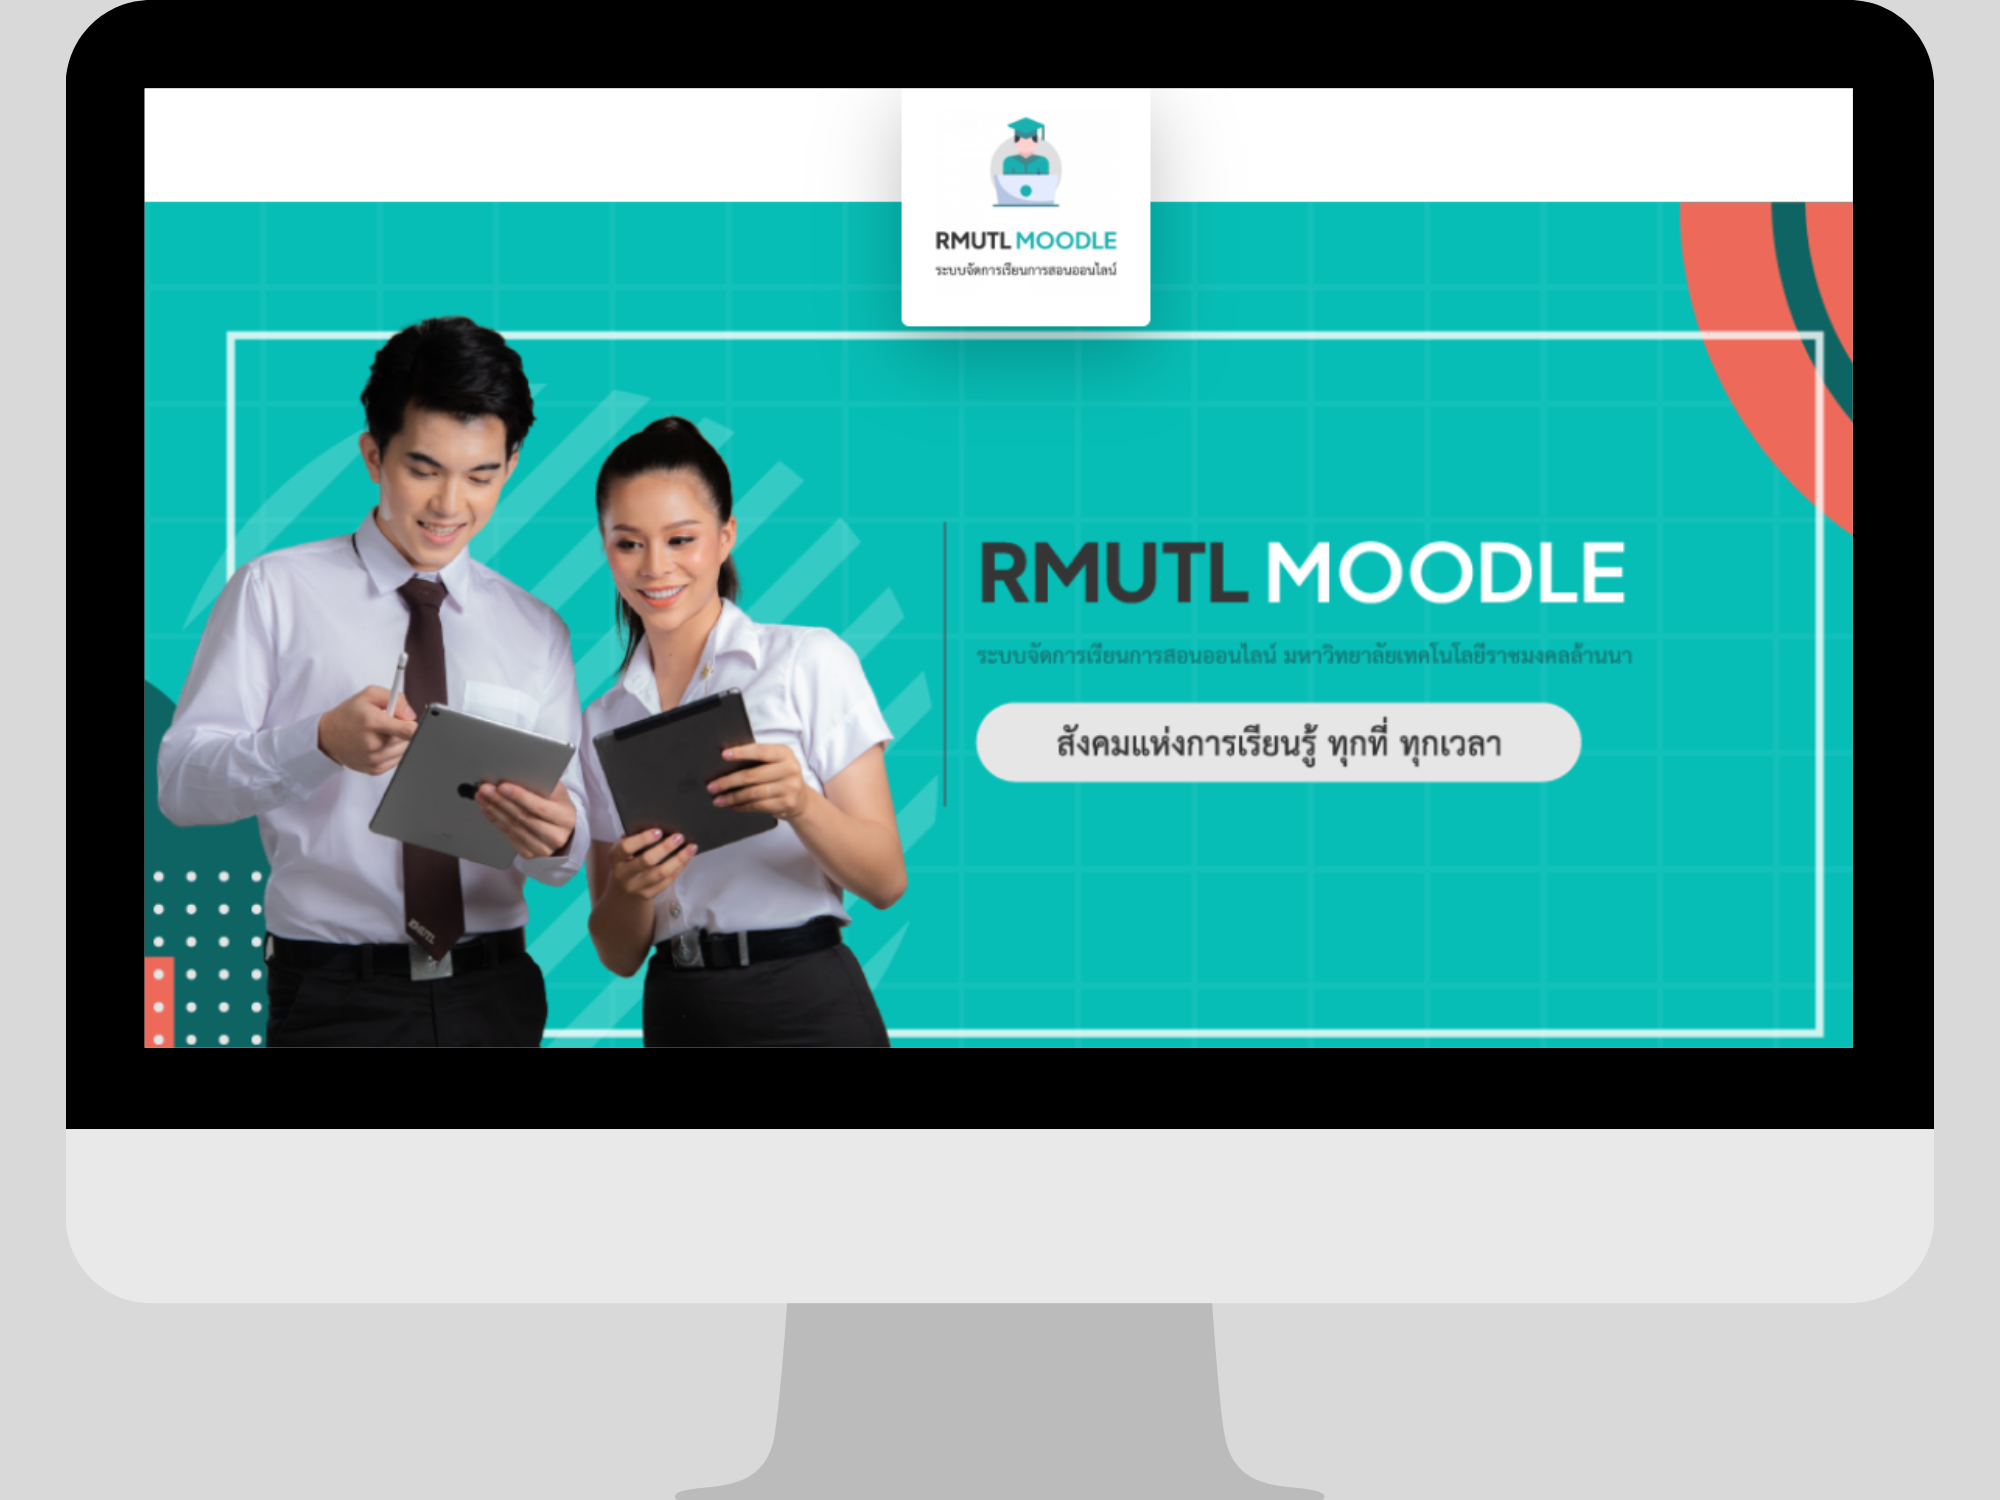 RMUTL MOODLE
ระบบจัดการเรียนการสอนออนไลน์
RMUTL MOODLE
ระบบจัดการเรียนการสอนออนไลน์ มหาวิทยาลัยเทคโนโลยีราชมงคลล้านนา
สังคมแห่งการเรียนรู้ ทุกที่ ทุกเวลา
RMUTL